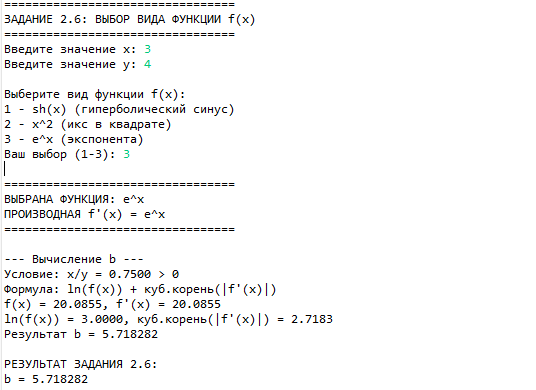 =================================
ЗАДАНИЕ 2.6: ВЫБОР ВИДА ФУНКЦИИ f(x)
=================================
Введите значение x: 3
Введите значение y: 4

Выберите вид функции f(x):
1 - sh(x) (гиперболический синус)
2 - x^2 (икс в квадрате)
3 - e^x (экспонента)
Ваш выбор (1-3): 3

=================================
ВЫБРАНА ФУНКЦИЯ: e^x
ПРОИЗВОДНАЯ f'(x) = e^x
=================================

--- Вычисление b ---
Условие: x/y = 0.7500 > 0
Формула: ln(f(x)) + куб.корень(|f'(x)|)
f(x) = 20.0855, f'(x) = 20.0855
ln(f(x)) = 3.0000, куб.корень(|f'(x)|) = 2.7183
Результат b = 5.718282

РЕЗУЛЬТАТ ЗАДАНИЯ 2.6:
b = 5.718282